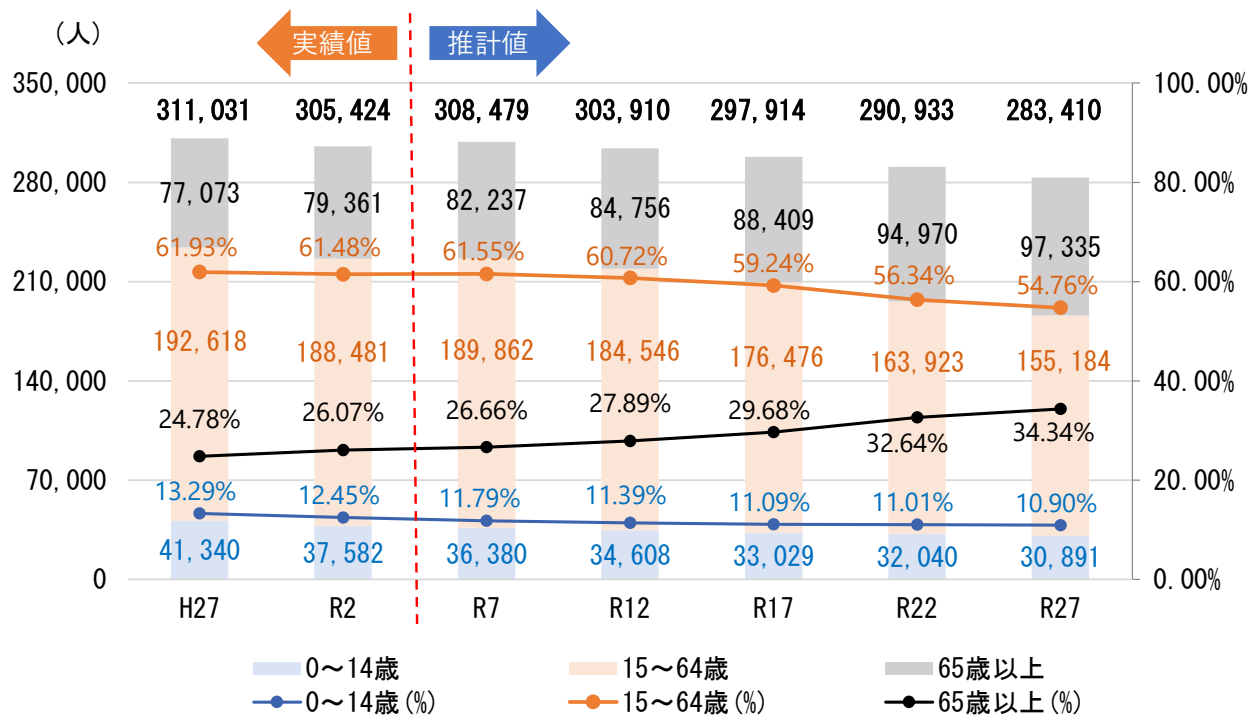 (人)
実績値 推計値
350,000 100.00%
311,031 305,424 308,479 303,910 297,914 290,933 283,410
280,000 80.00%
77,073 79,361 82,237 84,756 88,409 94,970 97,335
61.93% 61.48% 61.55% 60.72% 59.24% 56.34% 54.76%
210,000 60.00%
192,618 188,481 189,862 184,546 176,476 163,923 155,184
140,000 40.00%
24.78% 26.07% 26.66% 27.89% 29.68% 32.64% 34.34%
70,000 20.00%
13.29% 12.45% 11.79% 11.39% 11.09% 11.01% 10.90%
41,340 37,582 36,380 34,608 33,029 32,040 30,891
0 0.00%
H27 R2 R7 R12 R17 R22 R27
0～14歳 15～64歳 65歳以上
0～14歳(%) 15～64歳(%) 65歳以上(%)